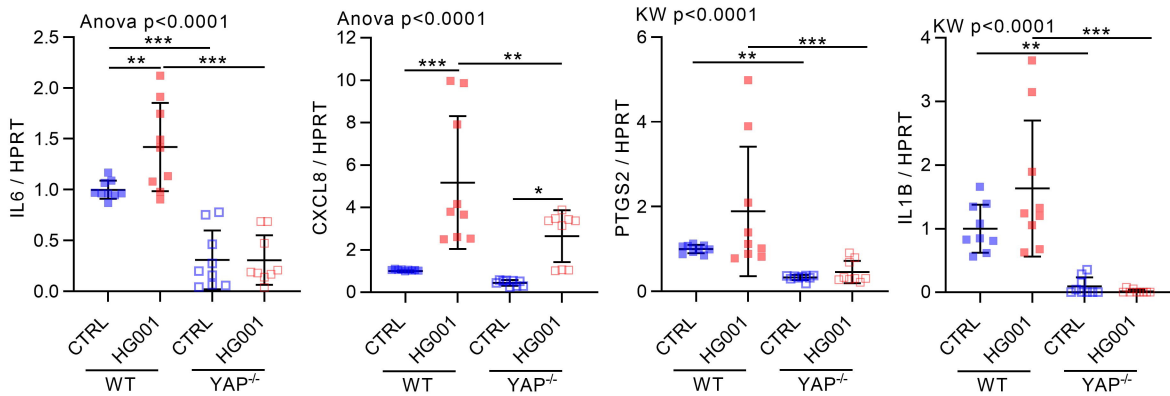 Anova p<0.0001
IL6 / HPRT
2.5
2.0
1.5
1.0
0.5
0.0
***
**
***
CTRL
HG001
CTRL
HG001
WT
YAP-/-
Anova p<0.0001
CXCL8 / HPRT
12
10
8
6
4
2
0
***
**
*
CTRL
HG001
CTRL
HG001
WT
YAP-/-
KW p<0.0001
PTGS2 / HPRT
6
4
2
0
**
***
CTRL
HG001
CTRL
HG001
WT
YAP-/-
KW p<0.0001
IL1B / HPRT
4
3
2
1
0
**
***
CTRL
HG001
CTRL
HG001
WT
YAP-/-